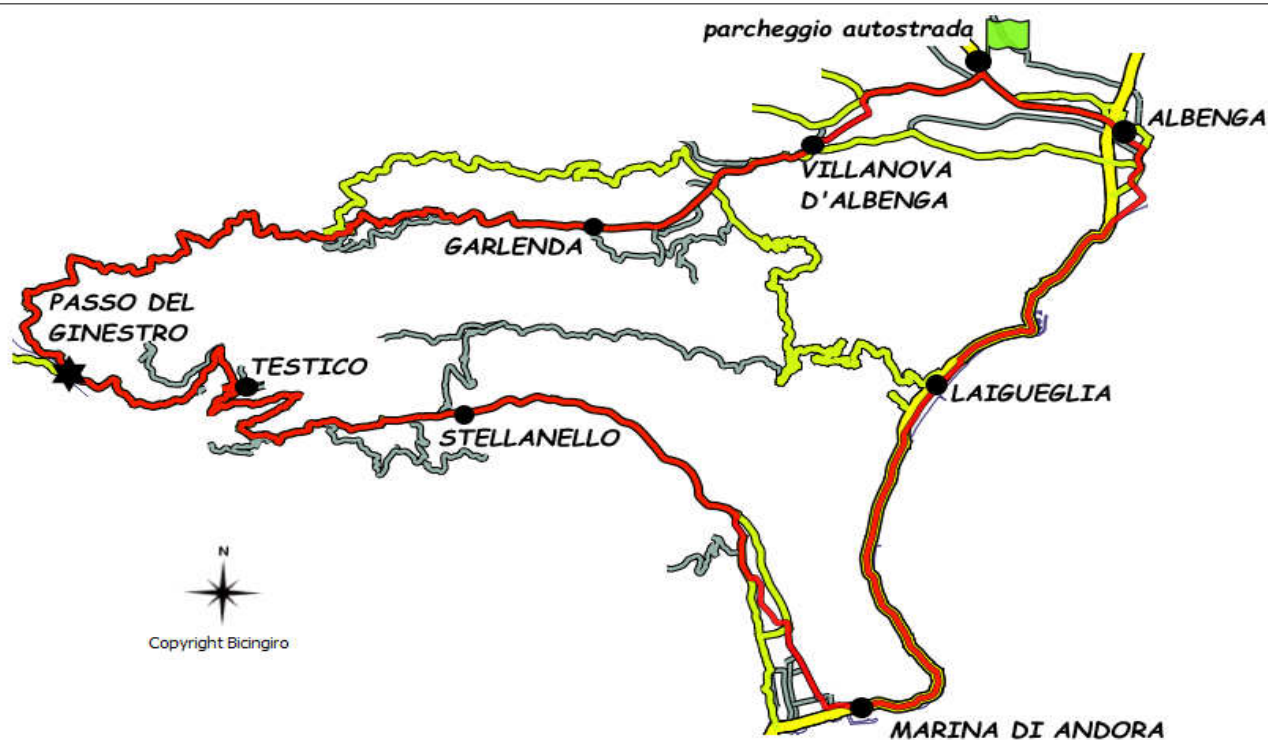 parcheggio autostrada
ALBENGA
VILLANOVA
D'ALBENGA
GARLENDA
PASSO DEL
GINESTRO
TESTICO
LAIGUEGLIA
STELLANELLO
N
Copyright Bicingiro
MARINA DI ANDORA